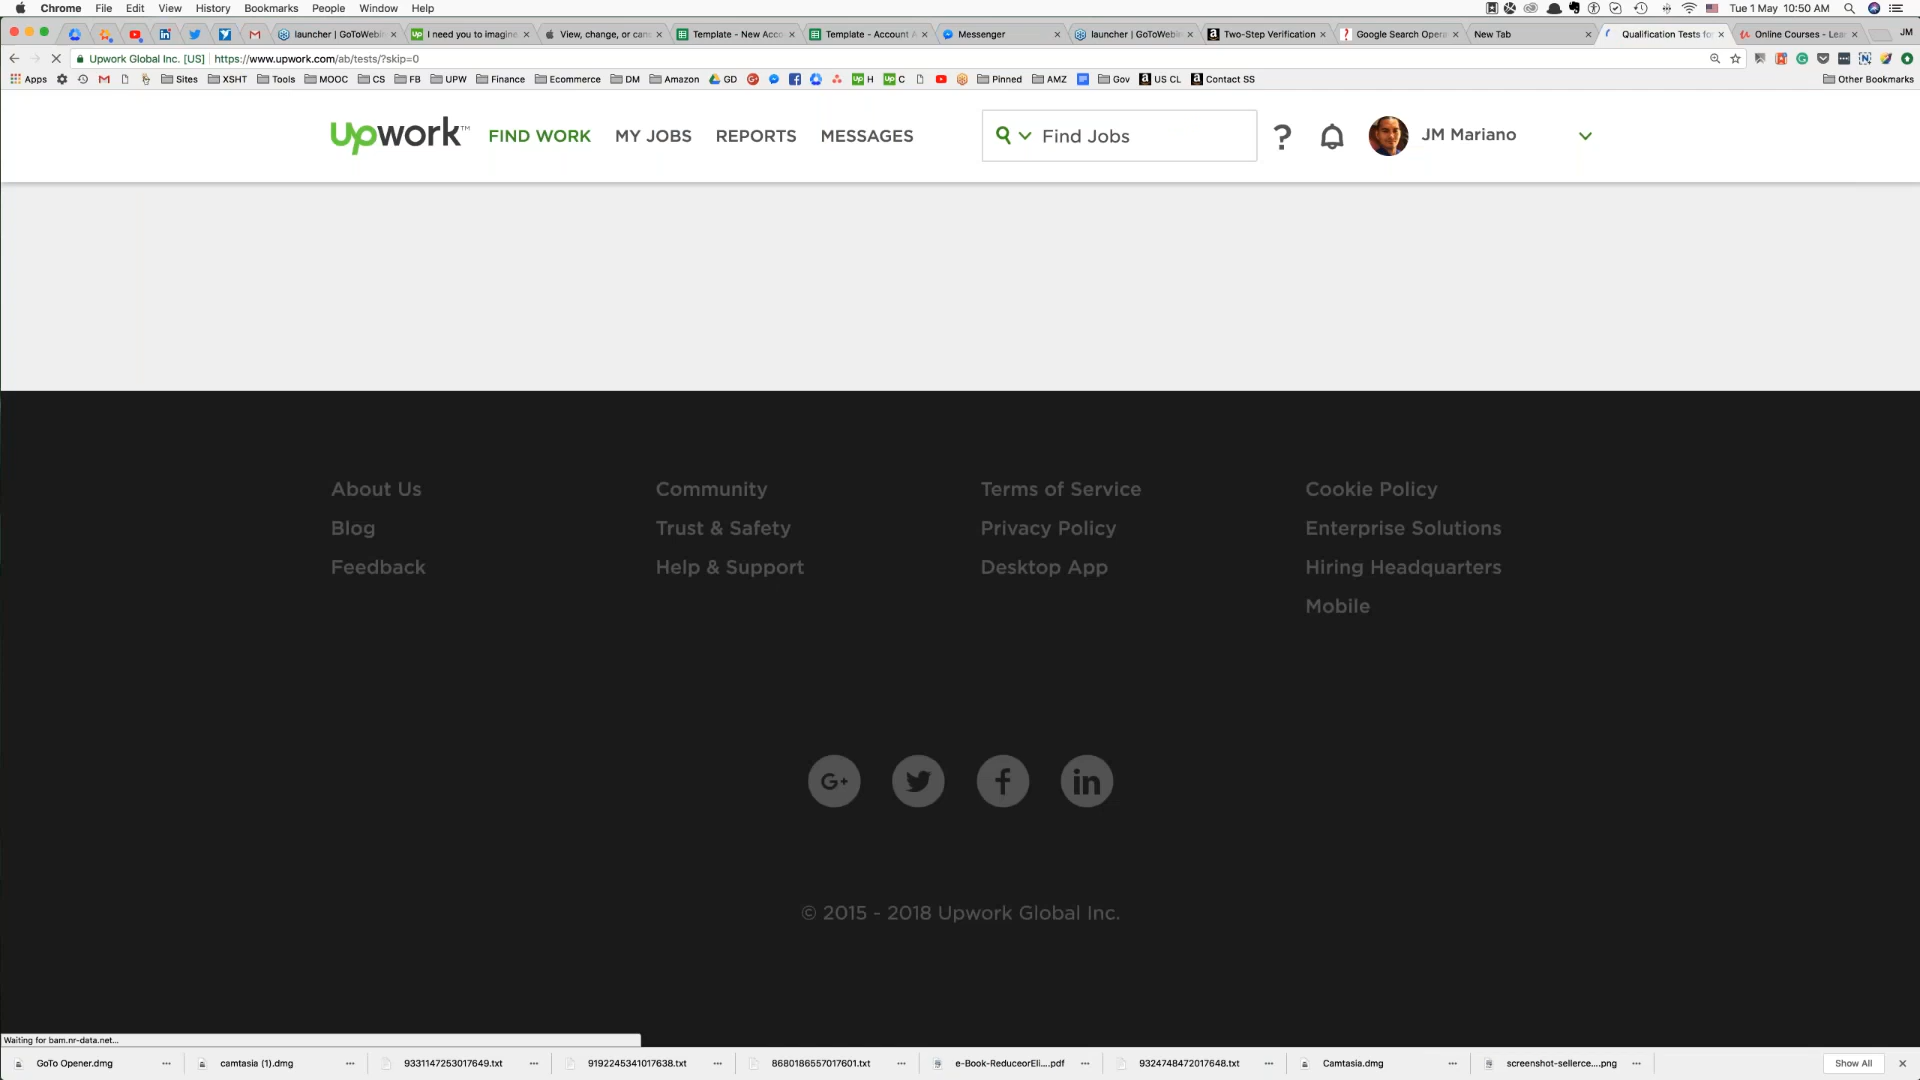 Chrome File Edit View History Bookmarks People Window Help Tue 1 May 10:50 AM
launcher | GoToWebin I need you to imagine View, change, or can Template - New Acco Template - Account A Messenger launcher | GoToWebin Two-Step Verification Google Search Opera New Tab Qualification Tests fo Online Courses - Lea JM
Upwork Global Inc. [US] https://www.upwork.com/ab/tests/?skip=0
Apps Sites XSHT Tools MOOC CS FB UPW Finance Ecommerce DM Amazon GD H C Pinned AMZ Gov US CL Contact SS Other Bookmarks
upwork™ FIND WORK MY JOBS REPORTS MESSAGES Find Jobs ? JM Mariano
About Us Community Terms of Service Cookie Policy
Blog Trust & Safety Privacy Policy Enterprise Solutions
Feedback Help & Support Desktop App Hiring Headquarters
Mobile
G+ f in
© 2015 - 2018 Upwork Global Inc.
Waiting for bam.nr-data.net...
GoTo Opener.dmg camtasia (1).dmg 9331147253017649.txt 9192245341017638.txt 8680186557017601.txt e-Book-ReduceorEli....pdf 9324748472017648.txt Camtasia.dmg screenshot-sellerce....png Show All